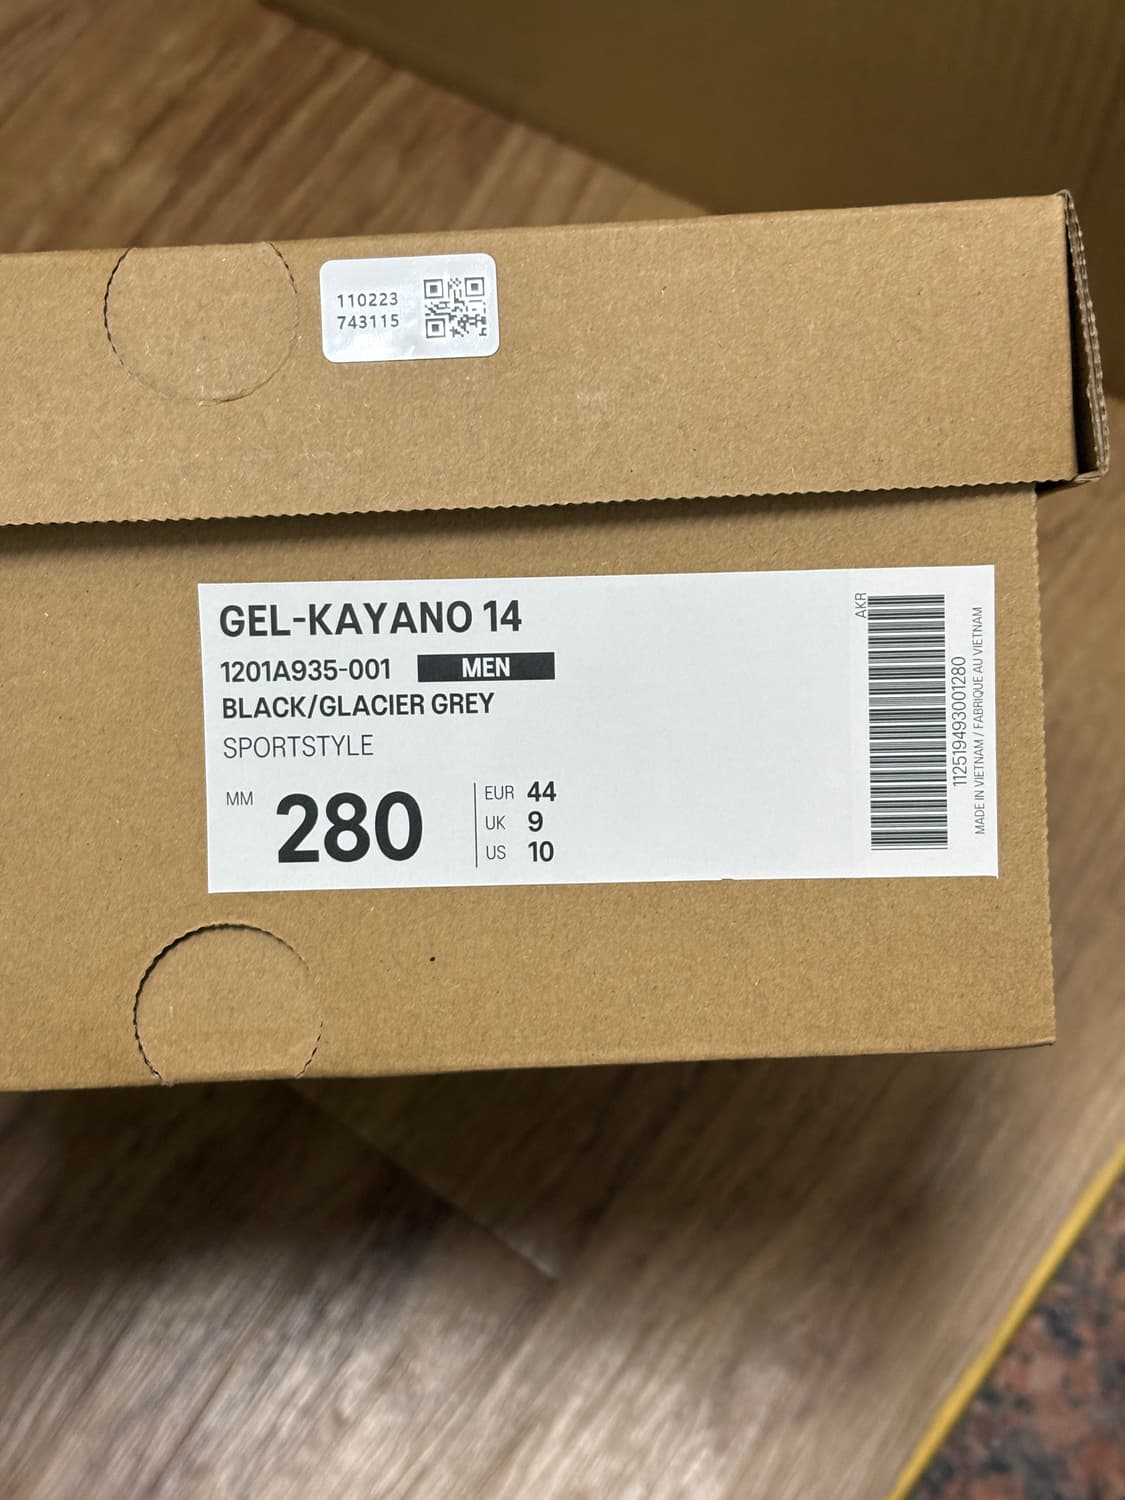 110223
743115
GEL-KAYANO 14
1201A935-001 MEN
BLACK/GLACIER GREY
SPORTSTYLE
MM 280
EUR 44
UK 9
US 10
AKR
112519493001280
MADE IN VIETNAM / FABRIQUE AU VIETNAM